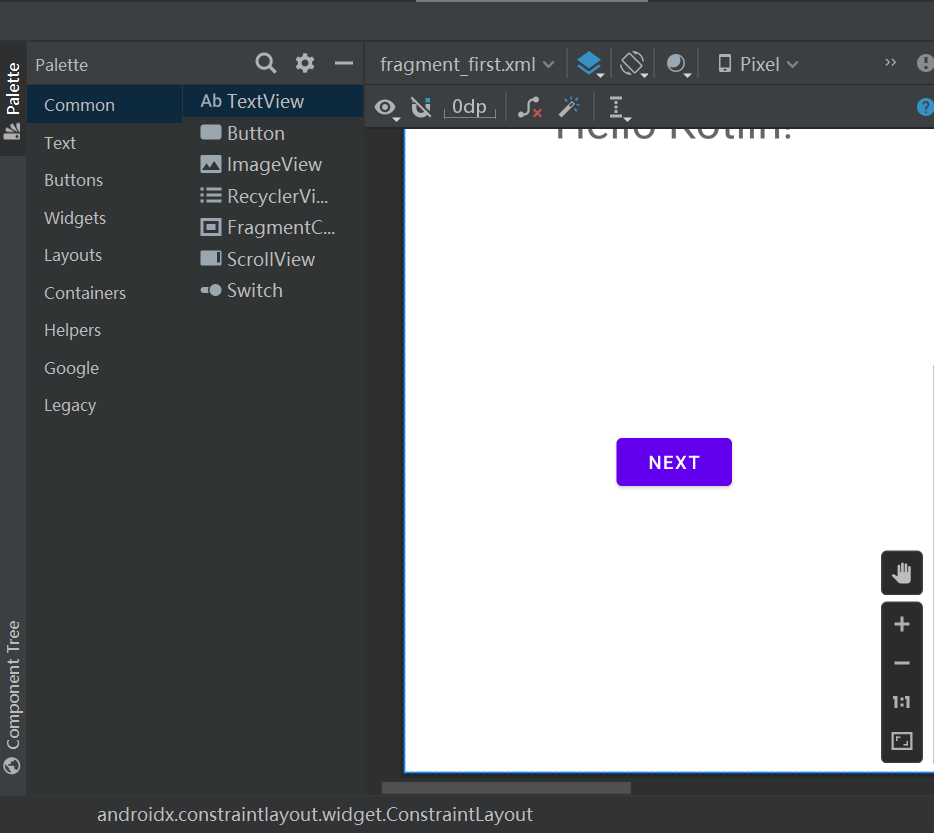 Palette
fragment_first.xml
Pixel
Palette
0dp
Common
Text
Buttons
Widgets
Layouts
Containers
Helpers
Google
Legacy
Ab TextView
Button
ImageView
RecyclerVi...
FragmentC...
ScrollView
Switch
Hello Kotlin!
NEXT
1:1
Component Tree
androidx.constraintlayout.widget.ConstraintLayout